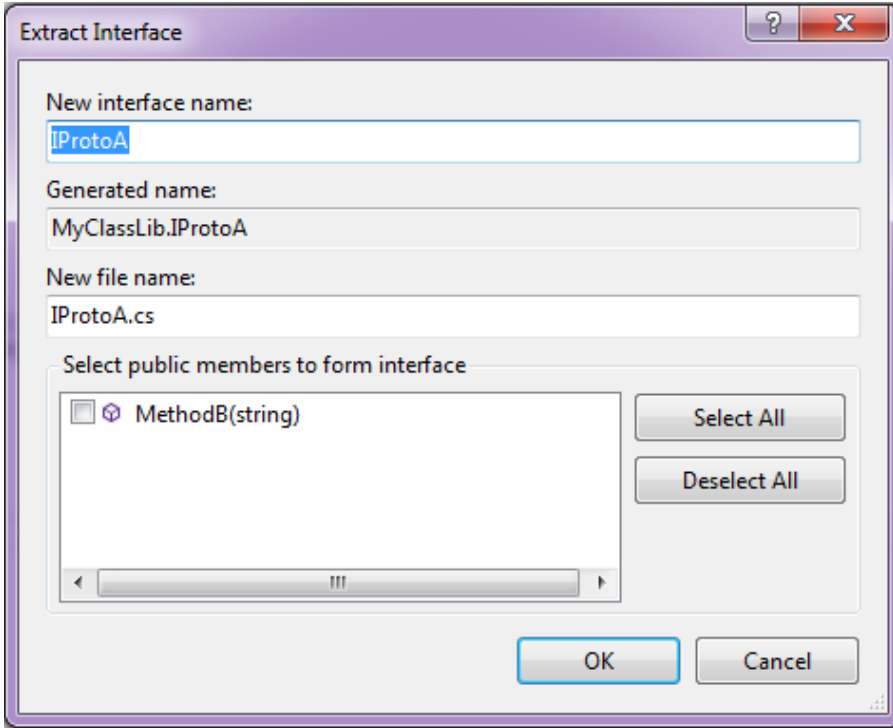 Extract Interface
New interface name:
IProtoA
Generated name:
MyClassLib.IProtoA
New file name:
IProtoA.cs
Select public members to form interface
MethodB(string)
Select All
Deselect All
OK
Cancel